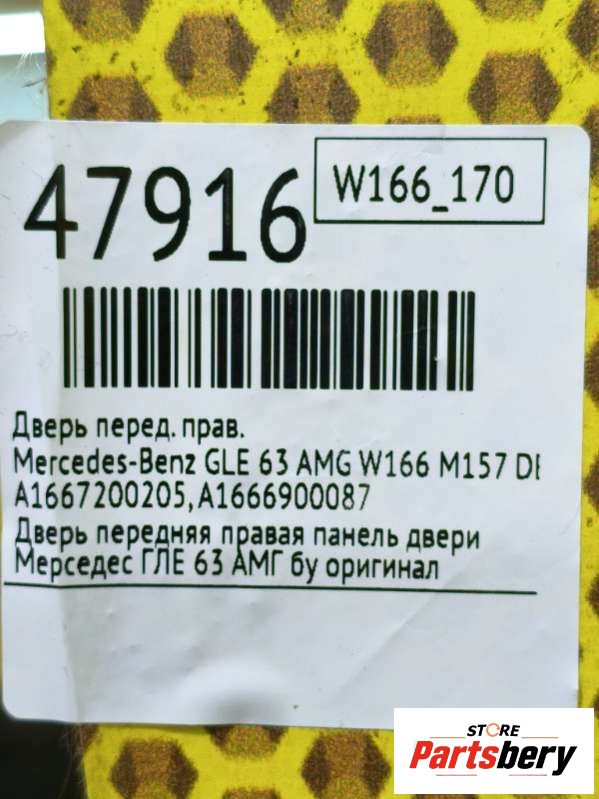 47916
W166_170
Дверь перед. прав.
Mercedes-Benz GLE 63 AMG W166 M157
A1667200205,A1666900087
Дверь передняя правая панель двери
Мерседес ГЛЕ 63 АМГ бу оригинал
STORE
Partsbery